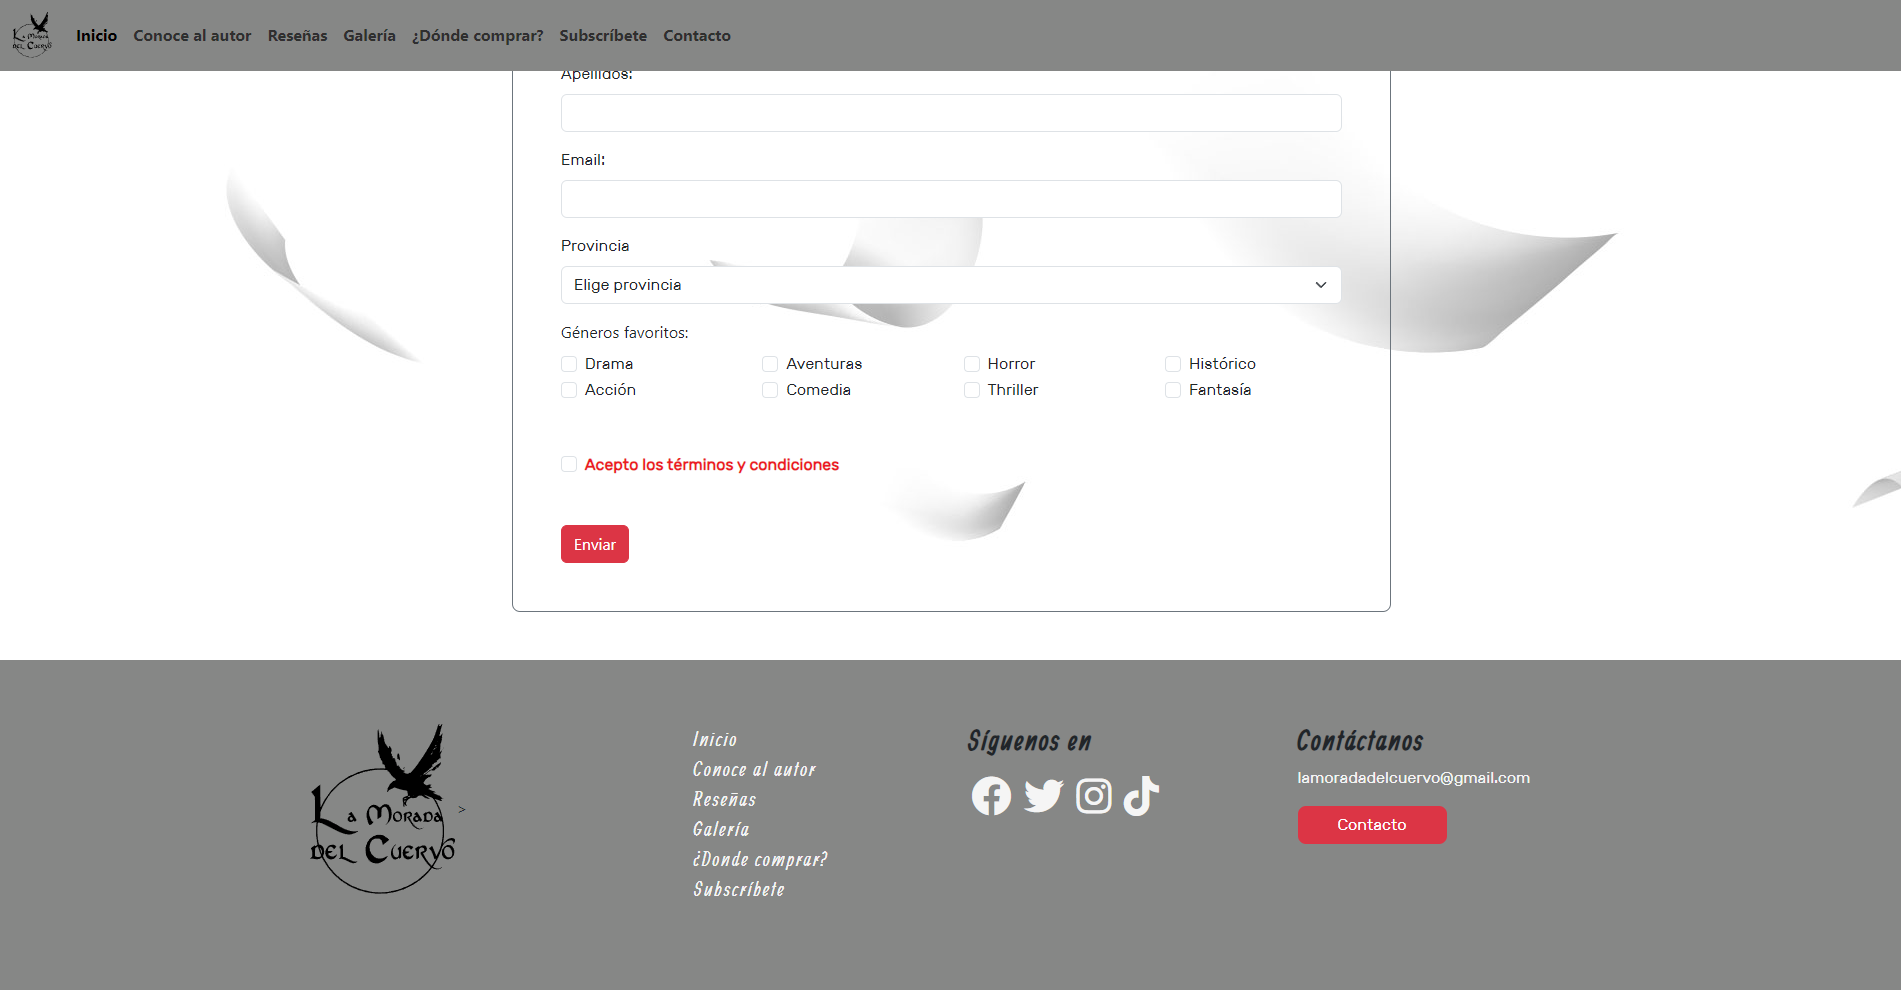 La Morada
del Cuervo
Inicio Conoce al autor Reseñas Galería ¿Dónde comprar? Subscríbete Contacto
Apellidos:
Email:
Provincia
Elige provincia
Géneros favoritos:
Drama Aventuras Horror Histórico
Acción Comedia Thriller Fantasía
Acepto los términos y condiciones
Enviar
La Morada
del Cuervo
>
Inicio
Conoce al autor
Reseñas
Galería
¿Donde comprar?
Subscríbete
Síguenos en
Contáctanos
lamoradadelcuervo@gmail.com
Contacto